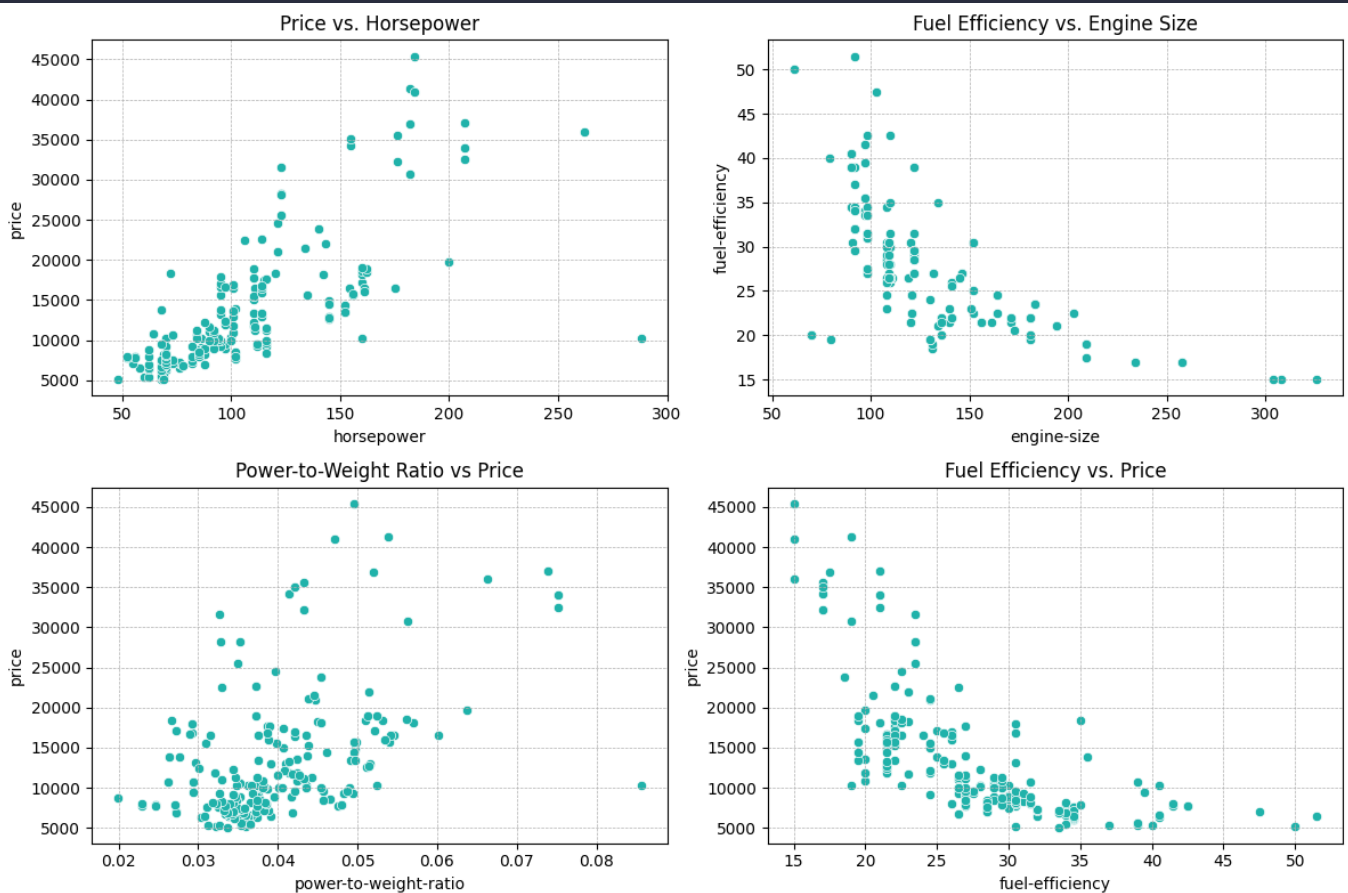 Price vs. Horsepower
45000
40000
35000
30000
25000
20000
15000
10000
5000
price
50 100 150 200 250 300
horsepower
Fuel Efficiency vs. Engine Size
50
45
40
35
30
25
20
15
fuel-efficiency
50 100 150 200 250 300
engine-size
Power-to-Weight Ratio vs Price
45000
40000
35000
30000
25000
20000
15000
10000
5000
price
0.02 0.03 0.04 0.05 0.06 0.07 0.08
power-to-weight-ratio
Fuel Efficiency vs. Price
45000
40000
35000
30000
25000
20000
15000
10000
5000
price
15 20 25 30 35 40 45 50
fuel-efficiency